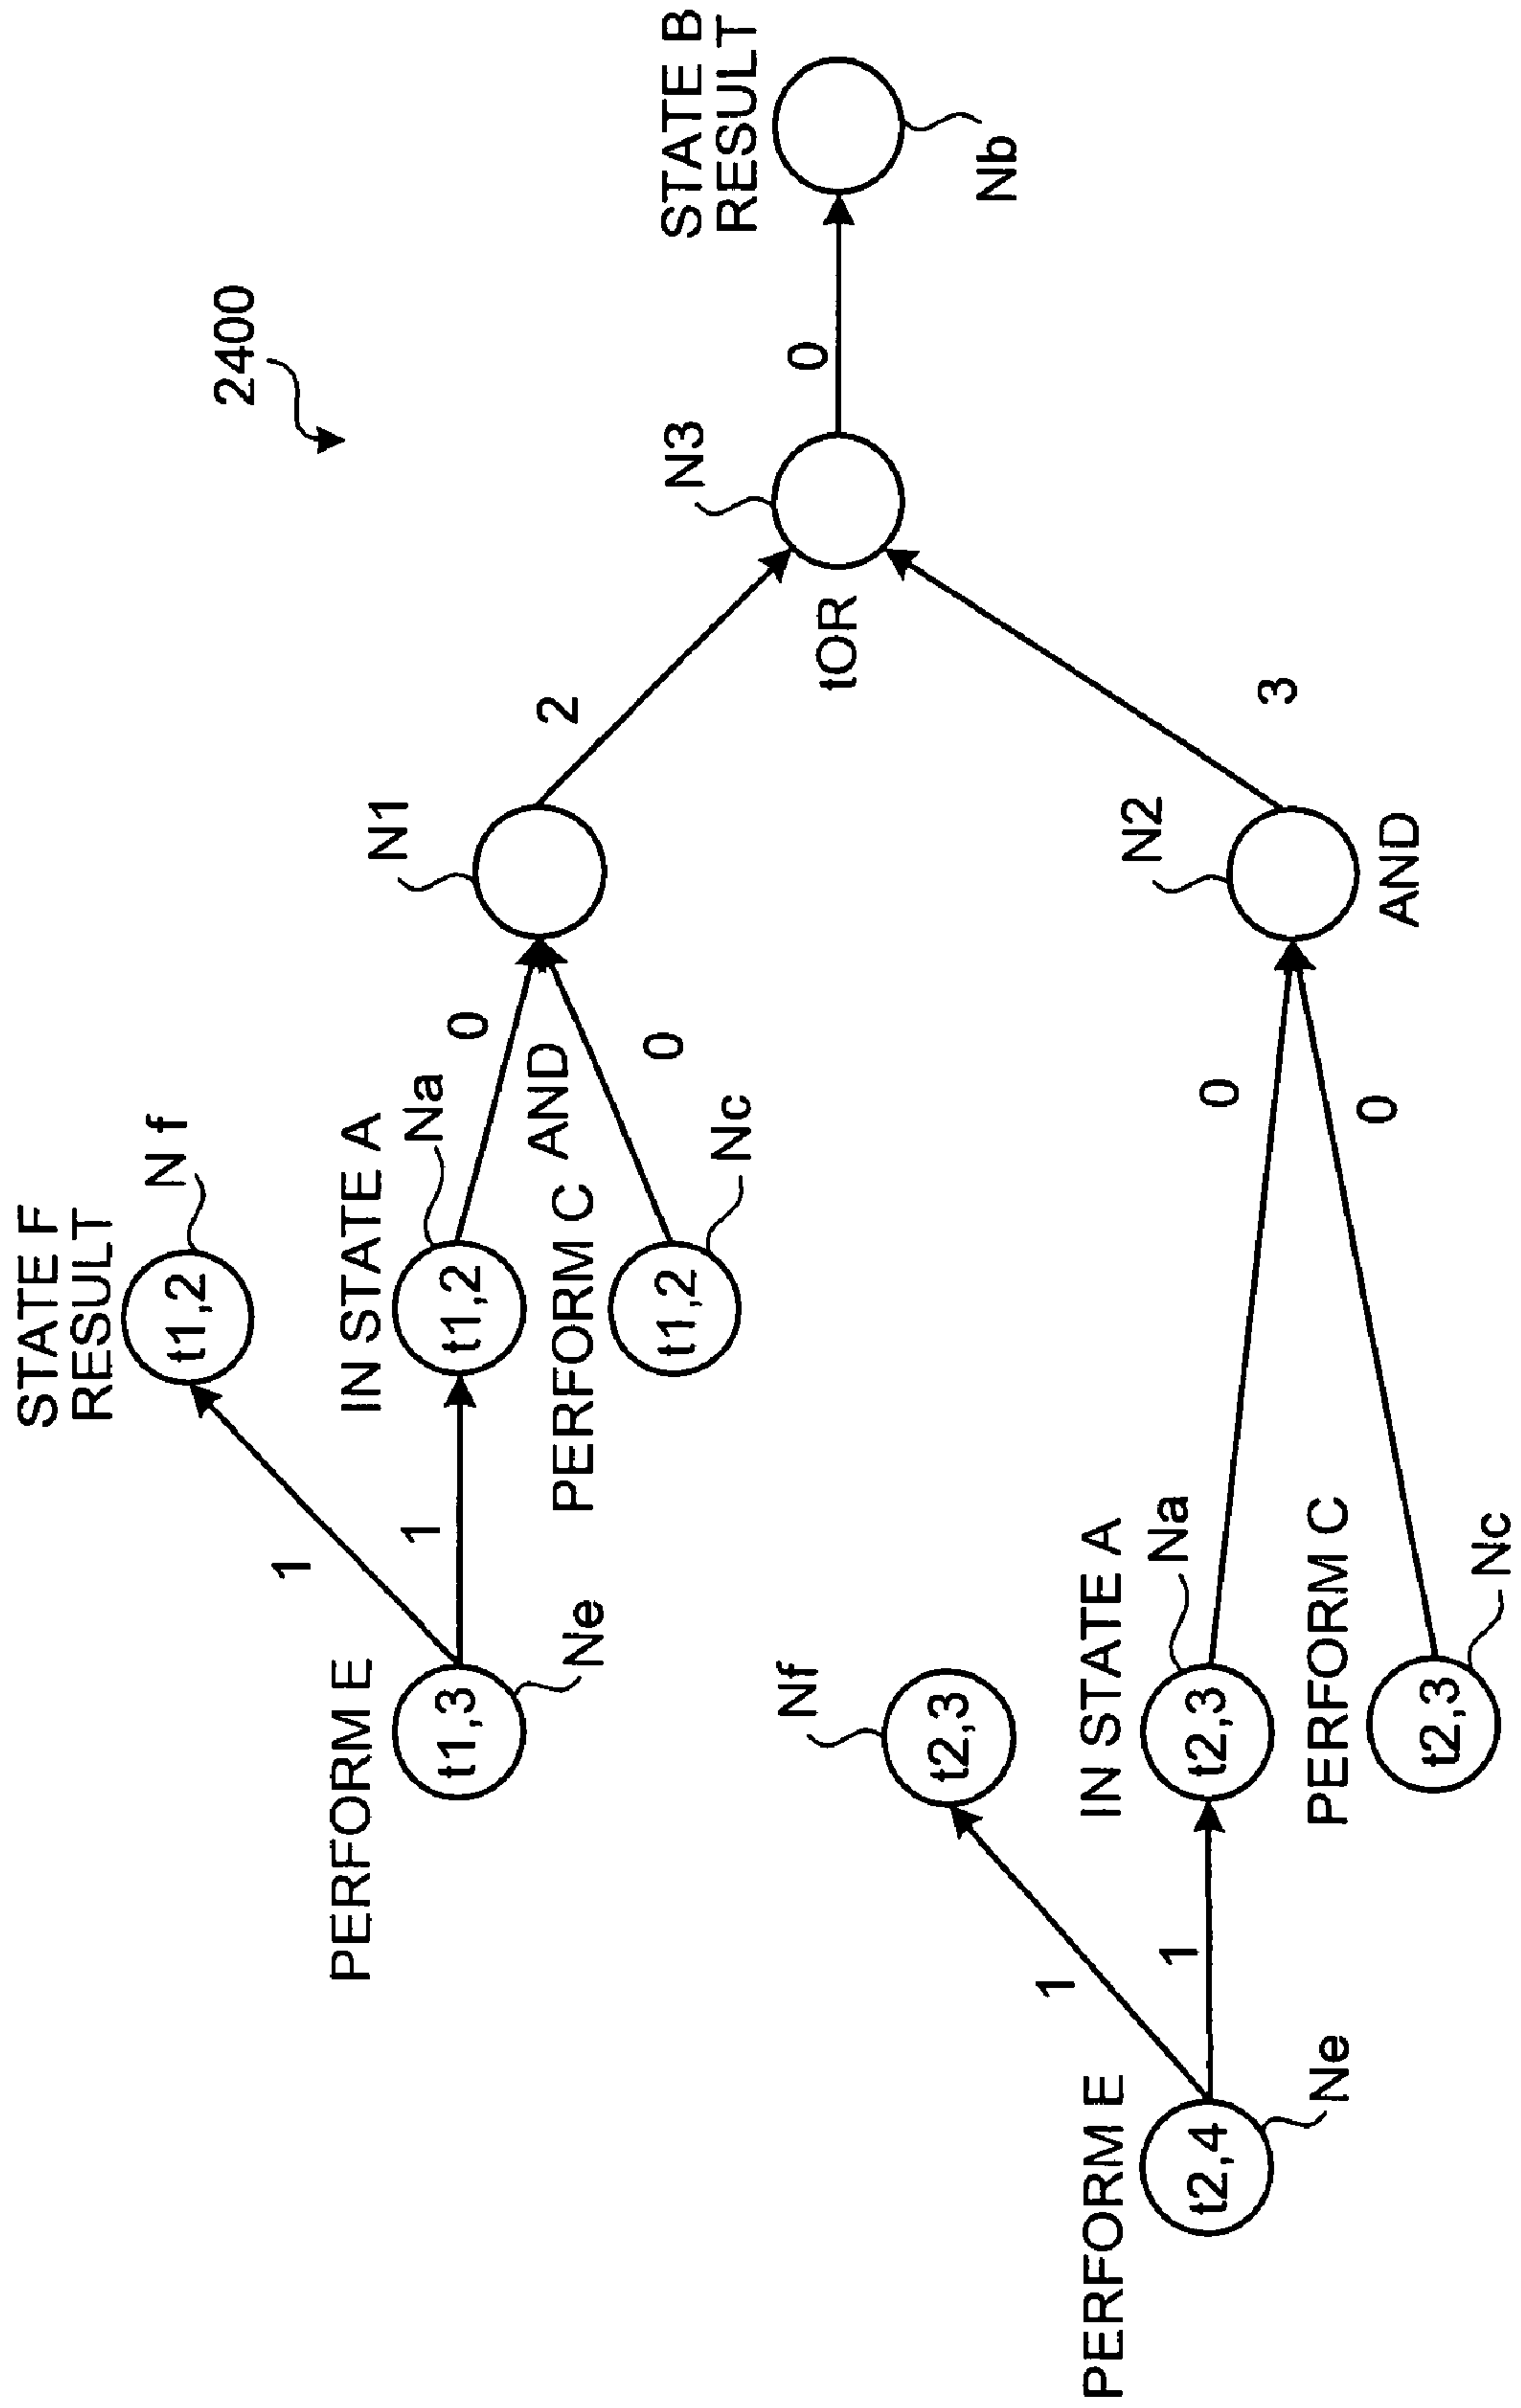 2400
STATE F
RESULT
N f
PERFORM E
t1,3
Ne
1
1
t1,2
IN STATE A
Na
t1,2
0
AND
PERFORM C
t1,2
Nc
0
N1
2
N3
tOR
0
STATE B
RESULT
Nb
Nf
t2,3
PERFORM E
t2,4
Ne
1
1
IN STATE A
Na
t2,3
0
PERFORM C
t2,3
Nc
0
N2
AND
3